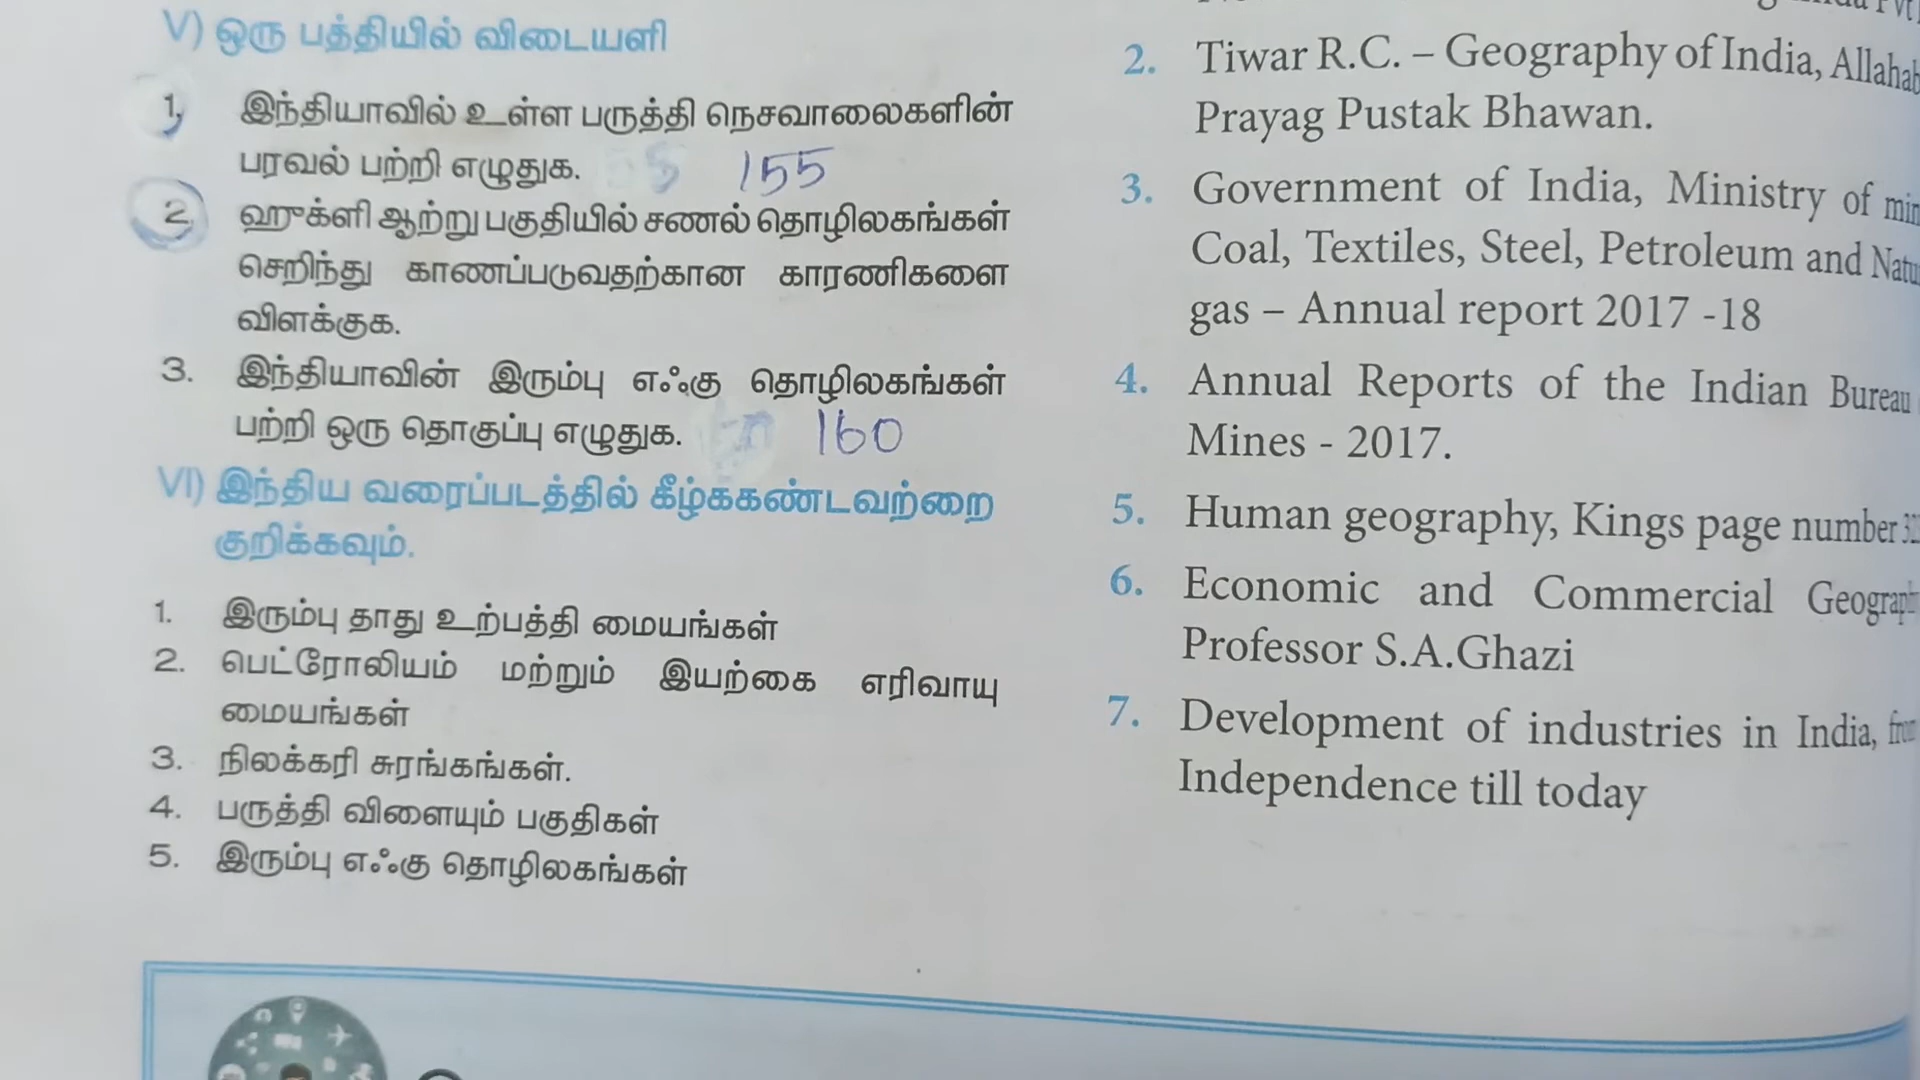 V) ஒரு பத்தியில் விடையளி
1. இந்தியாவில் உள்ள பருத்தி நெசவாலைகளின்
பரவல் பற்றி எழுதுக. 155
2. ஹுக்ளி ஆற்று பகுதியில் சணல் தொழிலகங்கள்
செறிந்து காணப்படுவதற்கான காரணிகளை
விளக்குக.
3. இந்தியாவின் இரும்பு எஃகு தொழிலகங்கள்
பற்றி ஒரு தொகுப்பு எழுதுக. 160
VI) இந்திய வரைப்படத்தில் கீழ்க்கண்டவற்றை
குறிக்கவும்.
1. இரும்பு தாது உற்பத்தி மையங்கள்
2. பெட்ரோலியம் மற்றும் இயற்கை எரிவாயு
மையங்கள்
3. நிலக்கரி சுரங்கங்கள்.
4. பருத்தி விளையும் பகுதிகள்
5. இரும்பு எஃகு தொழிலகங்கள்
2. Tiwar R.C. – Geography of India,
Prayag Pustak Bhawan.
3. Government of India, Ministry of
Coal, Textiles, Steel, Petroleum and
gas – Annual report 2017 -18
4. Annual Reports of the Indian Bureau
Mines - 2017.
5. Human geography, Kings page number
6. Economic and Commercial
Professor S.A.Ghazi
7. Development of industries in India,
Independence till today